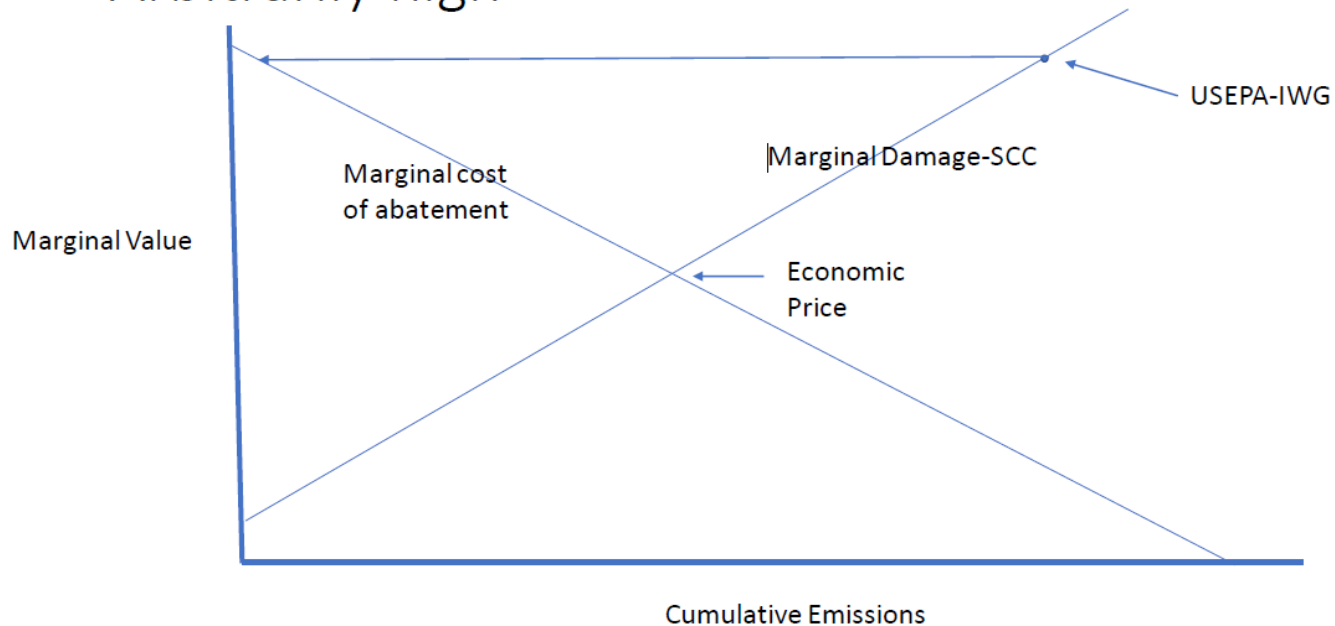 USEPA-IWG
Marginal Damage-SCC
Marginal cost
of abatement
Marginal Value
Economic
Price
Cumulative Emissions